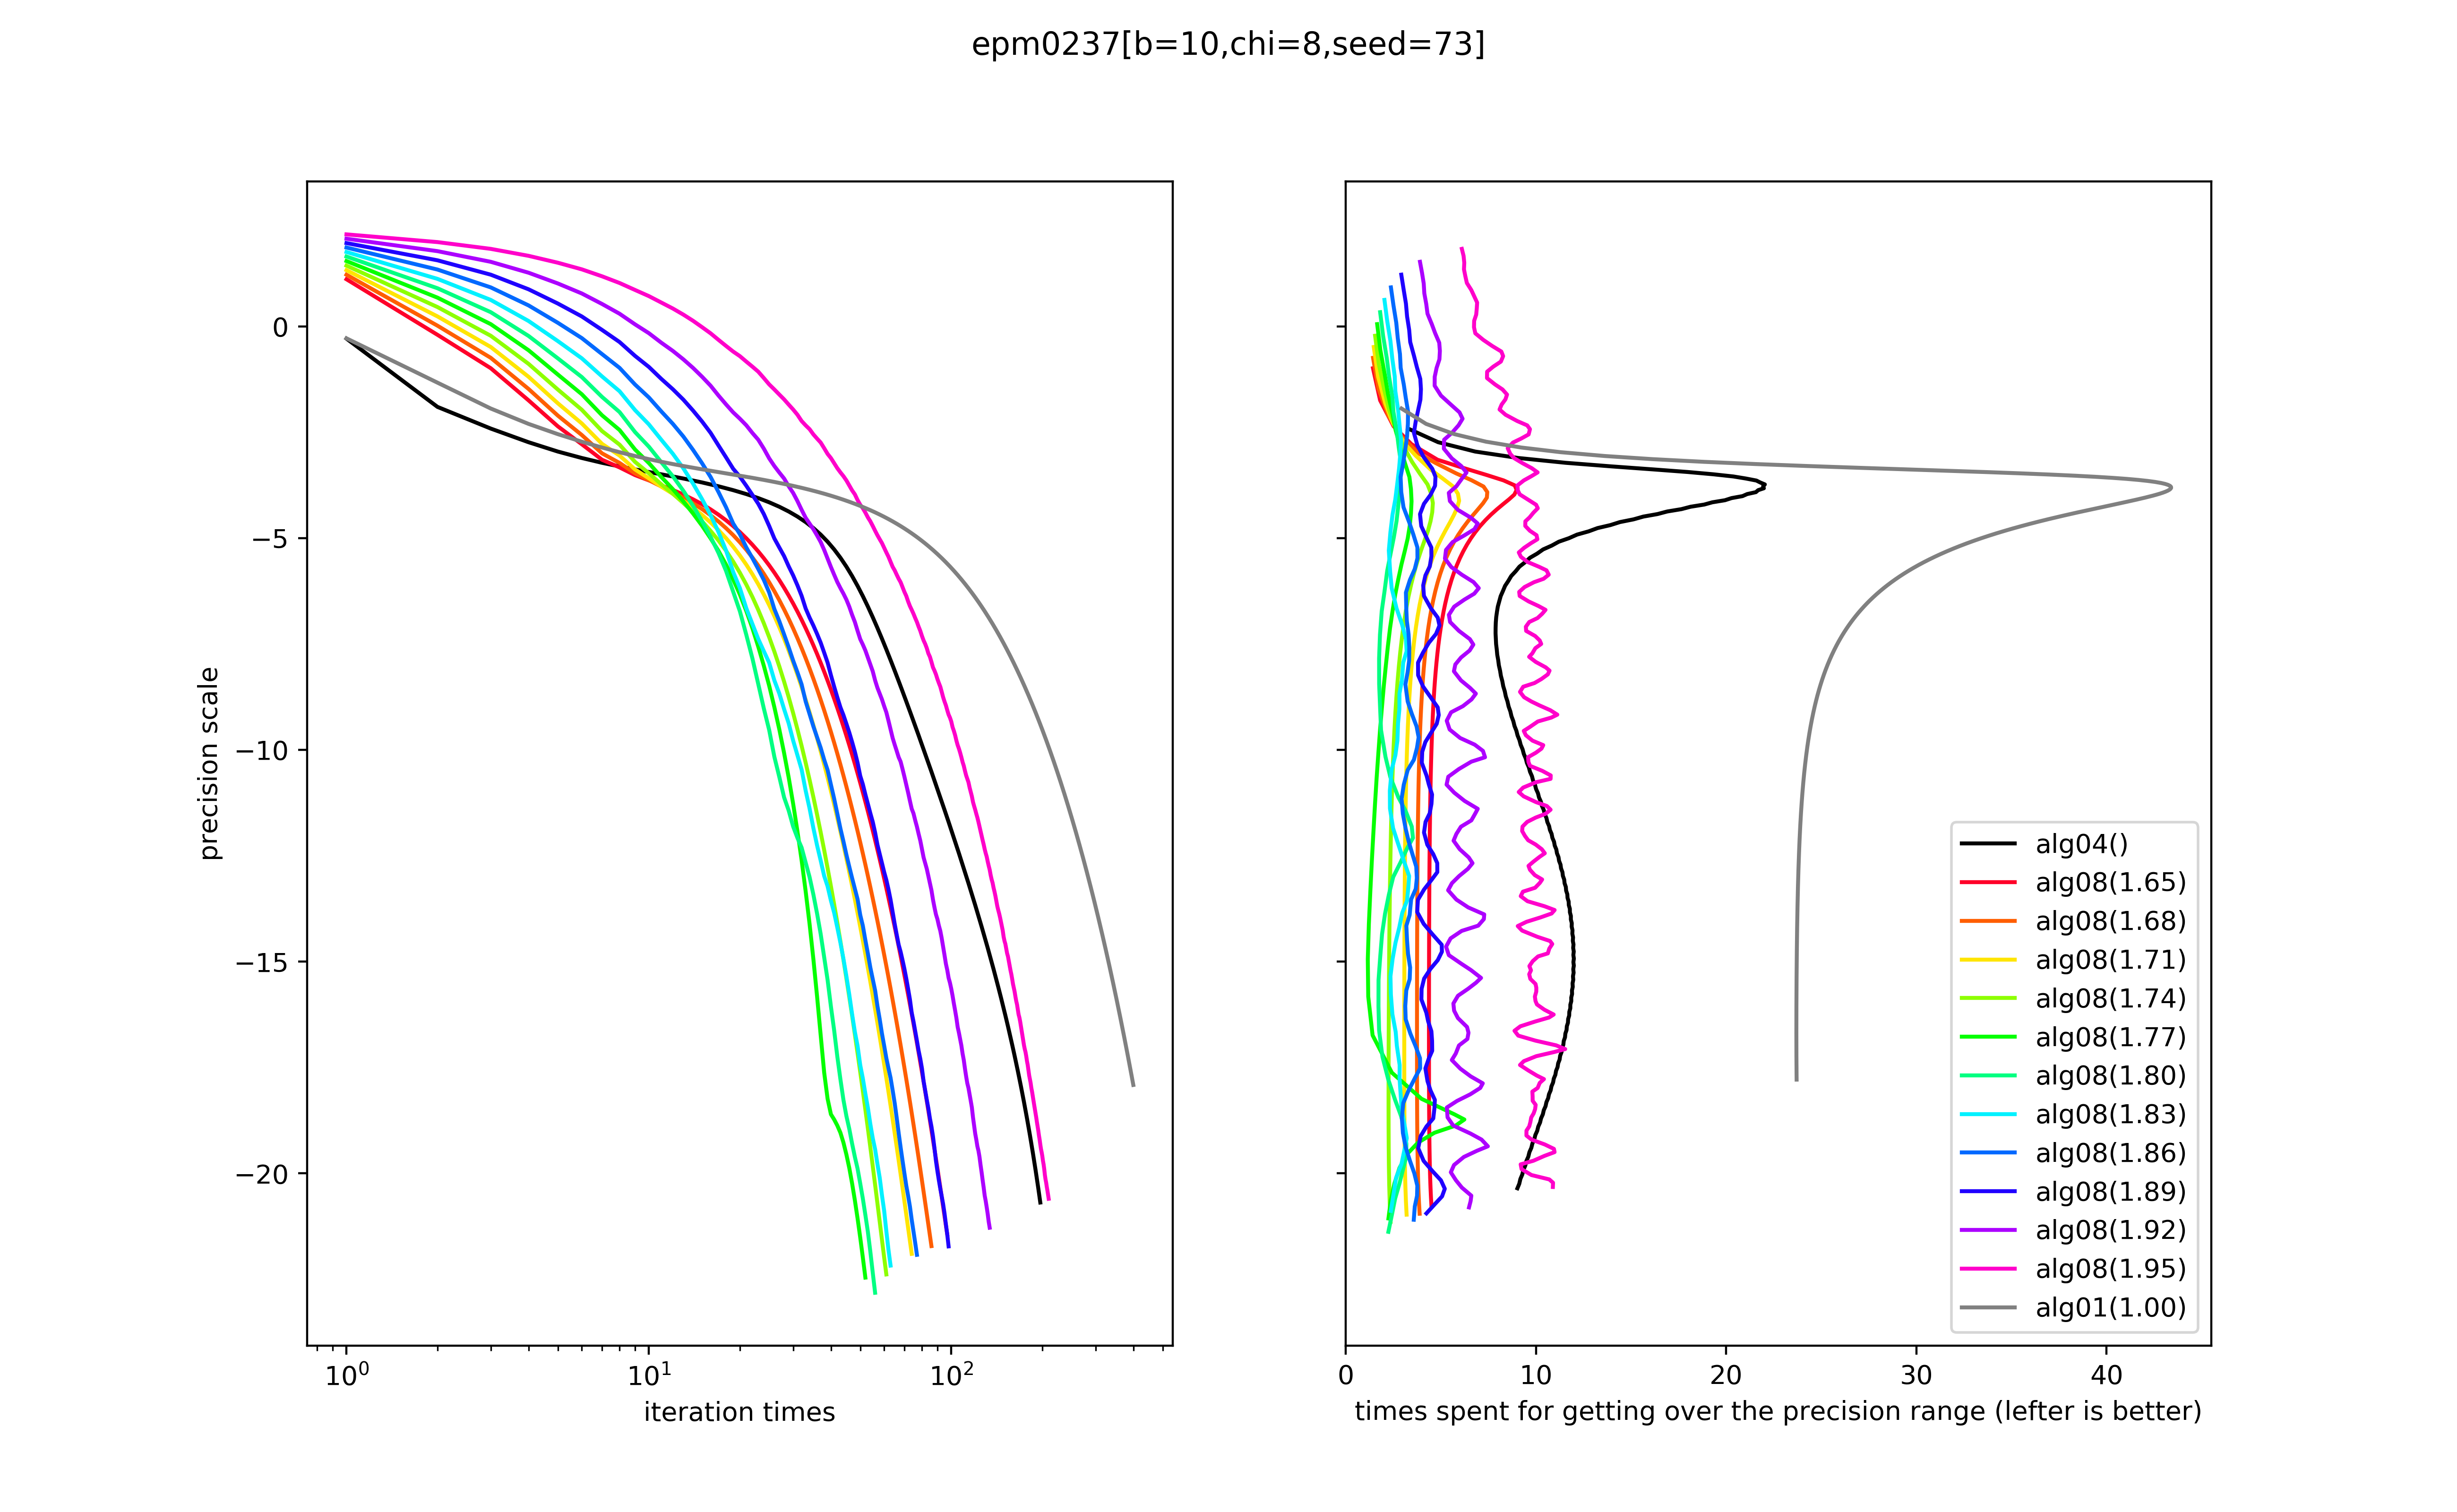 epm0237[b=10,chi=8,seed=73]
precision scale
0
−5
−10
−15
−20
10⁰
10¹
10²
iteration times
0
10
20
30
40
times spent for getting over the precision range (lefter is better)
alg04()
alg08(1.65)
alg08(1.68)
alg08(1.71)
alg08(1.74)
alg08(1.77)
alg08(1.80)
alg08(1.83)
alg08(1.86)
alg08(1.89)
alg08(1.92)
alg08(1.95)
alg01(1.00)